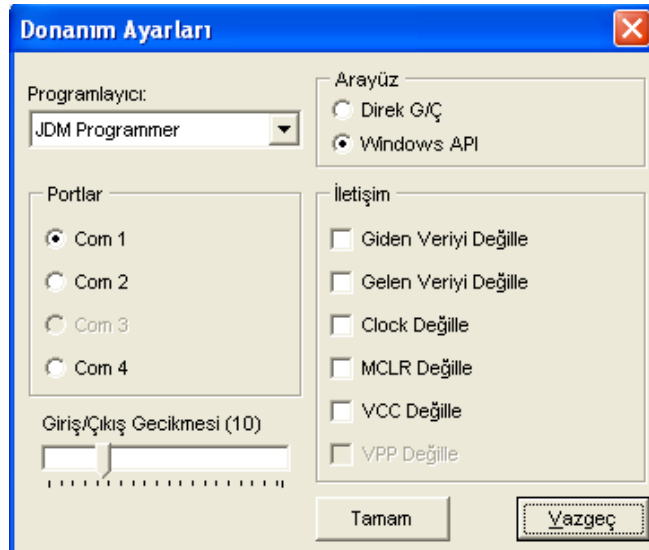 Donanım Ayarları
Programlayıcı:
JDM Programmer
Arayüz
Direk G/Ç
Windows API
Portlar
Com 1
Com 2
Com 3
Com 4
İletişim
Giden Veriyi Değille
Gelen Veriyi Değille
Clock Değille
MCLR Değille
VCC Değille
VPP Değille
Giriş/Çıkış Gecikmesi (10)
Tamam
Vazgeç